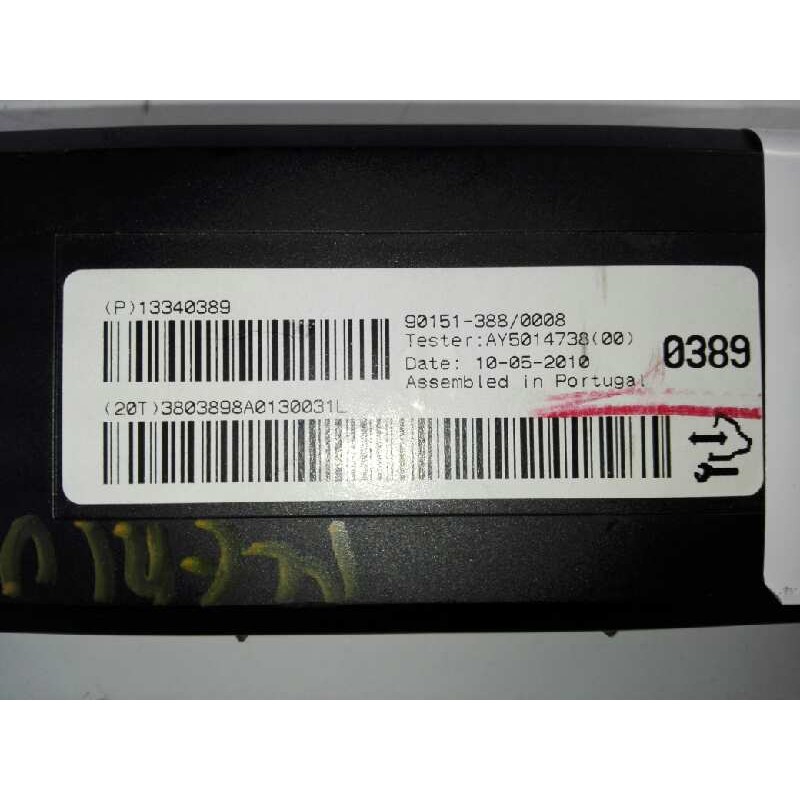 (P)13340389
90151-388/0008
Tester:AY5014738(00)
0389
Date: 10-05-2010
Assembled in Portugal
(20T)3803898A0130031L